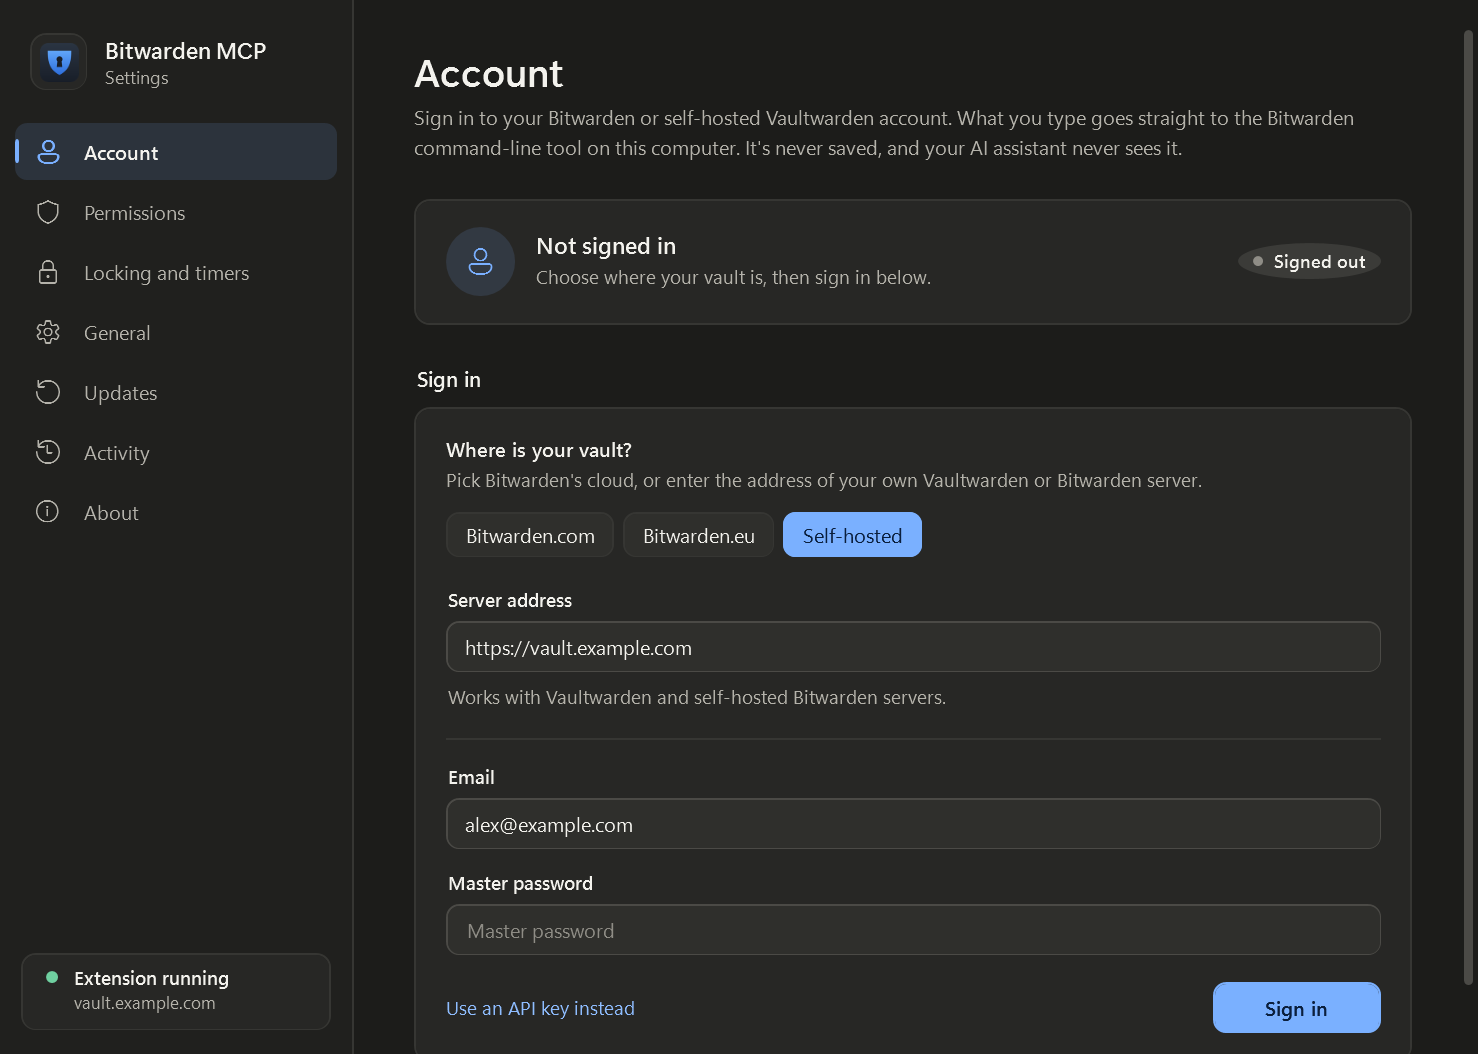 Bitwarden MCP
Settings
Account
Permissions
Locking and timers
General
Updates
Activity
About
Extension running
vault.example.com
Account
Sign in to your Bitwarden or self-hosted Vaultwarden account. What you type goes straight to the Bitwarden
command-line tool on this computer. It's never saved, and your AI assistant never sees it.
Not signed in
Choose where your vault is, then sign in below.
Signed out
Sign in
Where is your vault?
Pick Bitwarden's cloud, or enter the address of your own Vaultwarden or Bitwarden server.
Bitwarden.com
Bitwarden.eu
Self-hosted
Server address
https://vault.example.com
Works with Vaultwarden and self-hosted Bitwarden servers.
Email
alex@example.com
Master password
Master password
Use an API key instead
Sign in